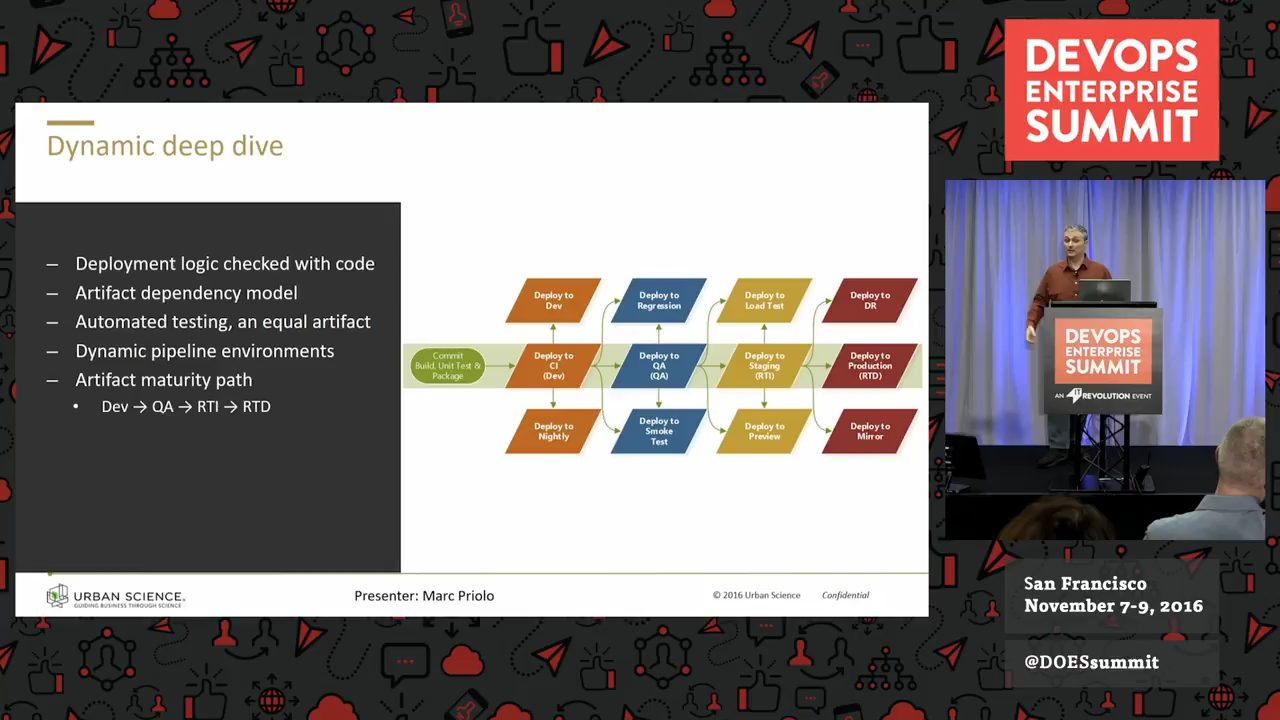 Dynamic deep dive
– Deployment logic checked with code
– Artifact dependency model
– Automated testing, an equal artifact
– Dynamic pipeline environments
– Artifact maturity path
• Dev → QA → RTI → RTD
Commit
Build, Unit Test &
Package
Deploy to
Dev
Deploy to
Regression
Deploy to
Load Test
Deploy to
DR
Deploy to
CI
(Dev)
Deploy to
QA
(QA)
Deploy to
Staging
(RTI)
Deploy to
Production
(RTD)
Deploy to
Nightly
Deploy to
Smoke
Test
Deploy to
Preview
Deploy to
Mirror
URBAN SCIENCE
GUIDING BUSINESS THROUGH SCIENCE
Presenter: Marc Priolo
© 2016 Urban Science
Confidential
DEVOPS
ENTERPRISE
SUMMIT
DEVOPS
ENTERPRISE
SUMMIT
AN IT REVOLUTION EVENT
San Francisco
November 7-9, 2016
@DOESsummit